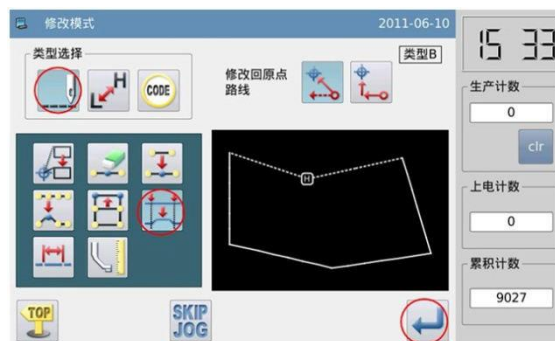 修改模式
2011-06-10
类型选择
L H
CODE
修改回原点
路线
类型B
H
TOP
SKIP
JOG
15 33
生产计数
0
clr
上电计数
0
累积计数
9027